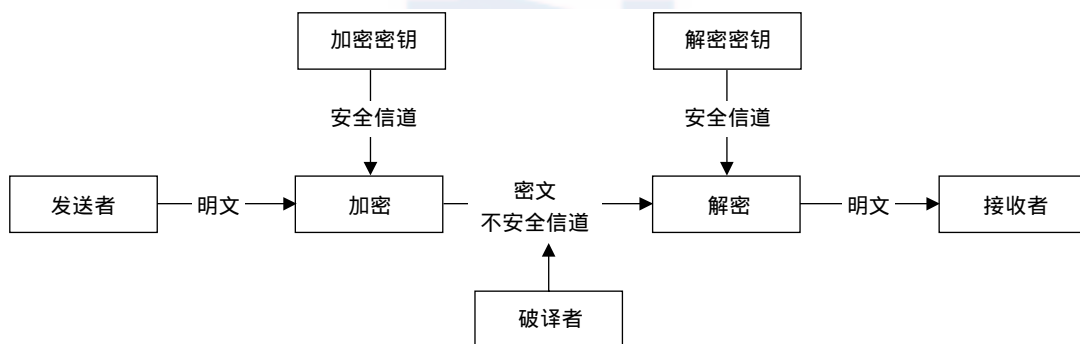 加密密钥
解密密钥
安全信道
安全信道
发送者
明文
加密
密文
不安全信道
解密
明文
接收者
破译者